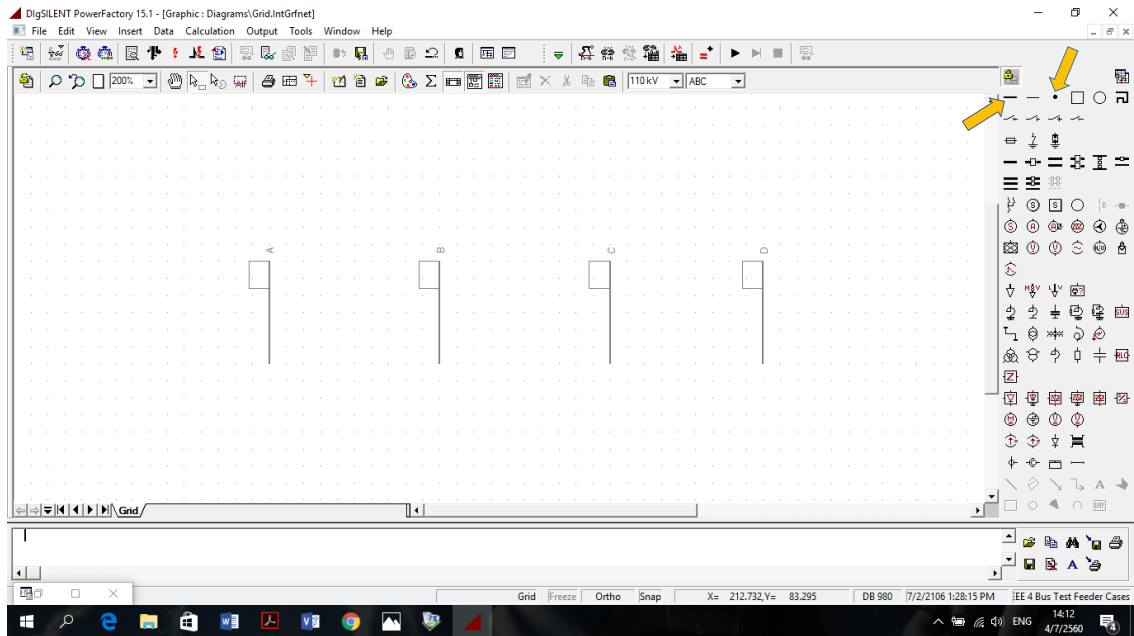 DIgSILENT PowerFactory 15.1 - [Graphic : Diagrams\Grid.IntGrfnet]
File Edit View Insert Data Calculation Output Tools Window Help
200% 110 kV ABC
A B C D
Grid
Grid Freeze Ortho Snap X= 212.732,Y= 83.295 DB 980 7/2/2106 1:28:15 PM EE 4 Bus Test Feeder Cases
ENG 14:12
4/7/2560